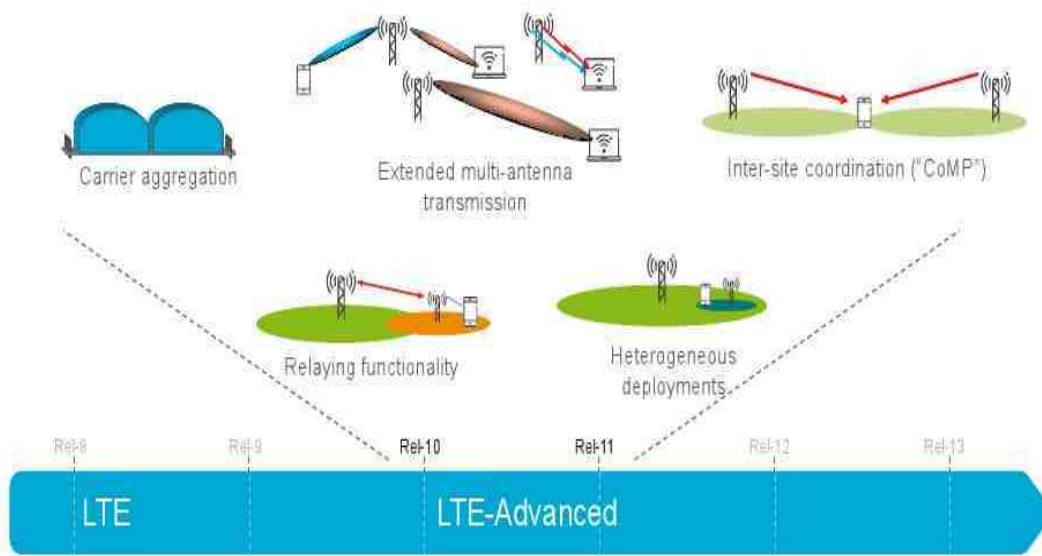 Carrier aggregation
Extended multi-antenna
transmission
Inter-site coordination ("CoMP")
Relaying functionality
Heterogeneous
deployments
Rel-8
Rel-9
Rel-10
Rel-11
Rel-12
Rel-13
LTE
LTE-Advanced